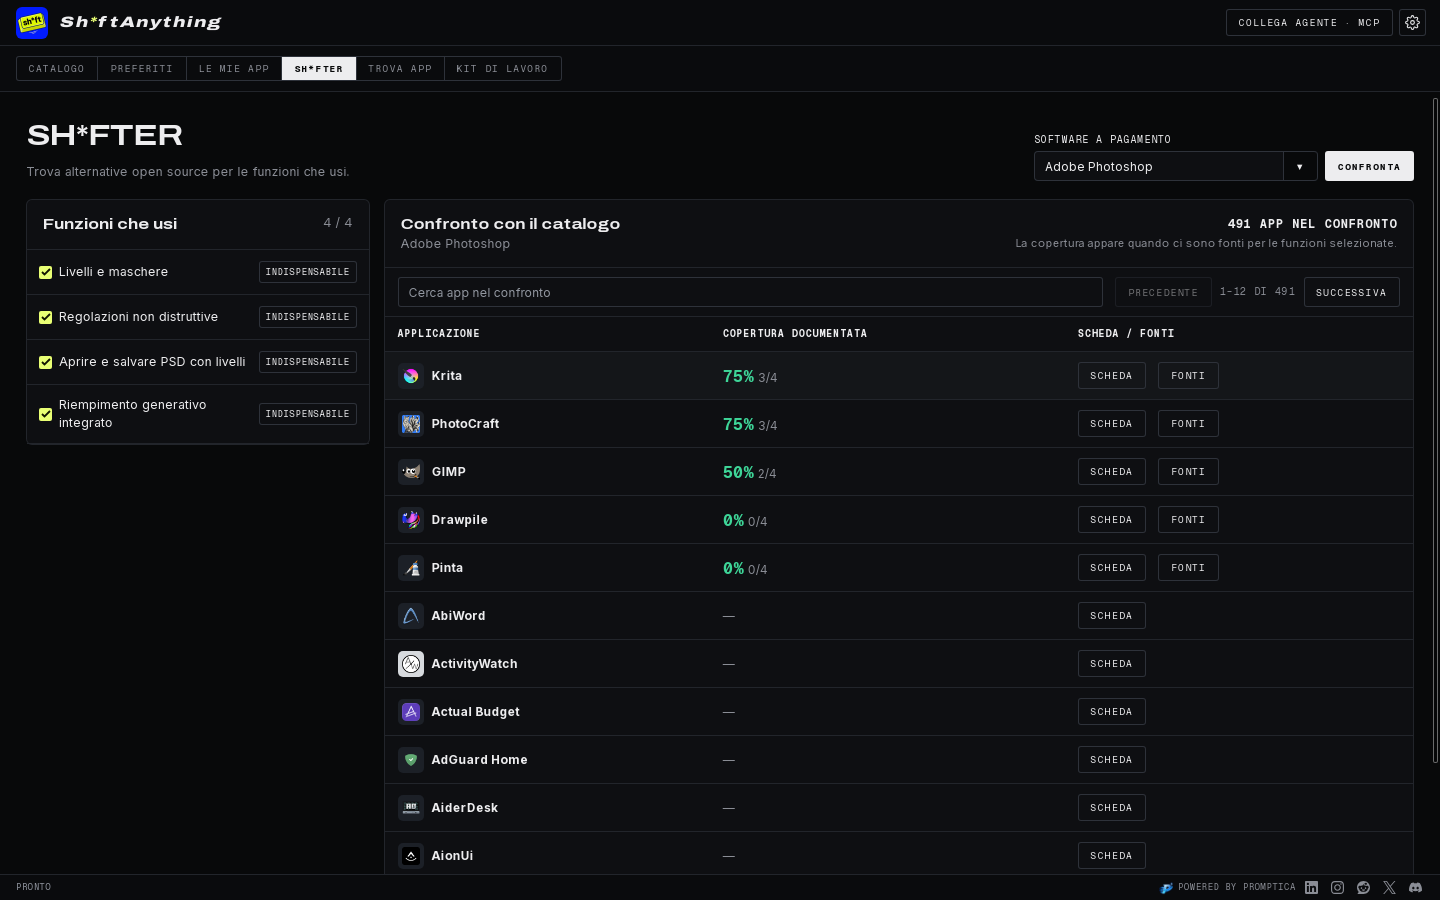 sh*ft
Sh*ftAnything
COLLEGA AGENTE · MCP
CATALOGO
PREFERITI
LE MIE APP
SH*FTER
TROVA APP
KIT DI LAVORO
SH*FTER
Trova alternative open source per le funzioni che usi.
SOFTWARE A PAGAMENTO
Adobe Photoshop
CONFRONTA
Funzioni che usi
4 / 4
Livelli e maschere
INDISPENSABILE
Regolazioni non distruttive
INDISPENSABILE
Aprire e salvare PSD con livelli
INDISPENSABILE
Riempimento generativo
integrato
INDISPENSABILE
Confronto con il catalogo
Adobe Photoshop
491 APP NEL CONFRONTO
La copertura appare quando ci sono fonti per le funzioni selezionate.
Cerca app nel confronto
PRECEDENTE
1–12 DI 491
SUCCESSIVA
APPLICAZIONE
COPERTURA DOCUMENTATA
SCHEDA / FONTI
Krita
75% 3/4
SCHEDA
FONTI
PhotoCraft
75% 3/4
SCHEDA
FONTI
GIMP
50% 2/4
SCHEDA
FONTI
Drawpile
0% 0/4
SCHEDA
FONTI
Pinta
0% 0/4
SCHEDA
FONTI
AbiWord
—
SCHEDA
ActivityWatch
—
SCHEDA
Actual Budget
—
SCHEDA
AdGuard Home
—
SCHEDA
AiderDesk
—
SCHEDA
AionUi
—
SCHEDA
PRONTO
POWERED BY PROMPTICA